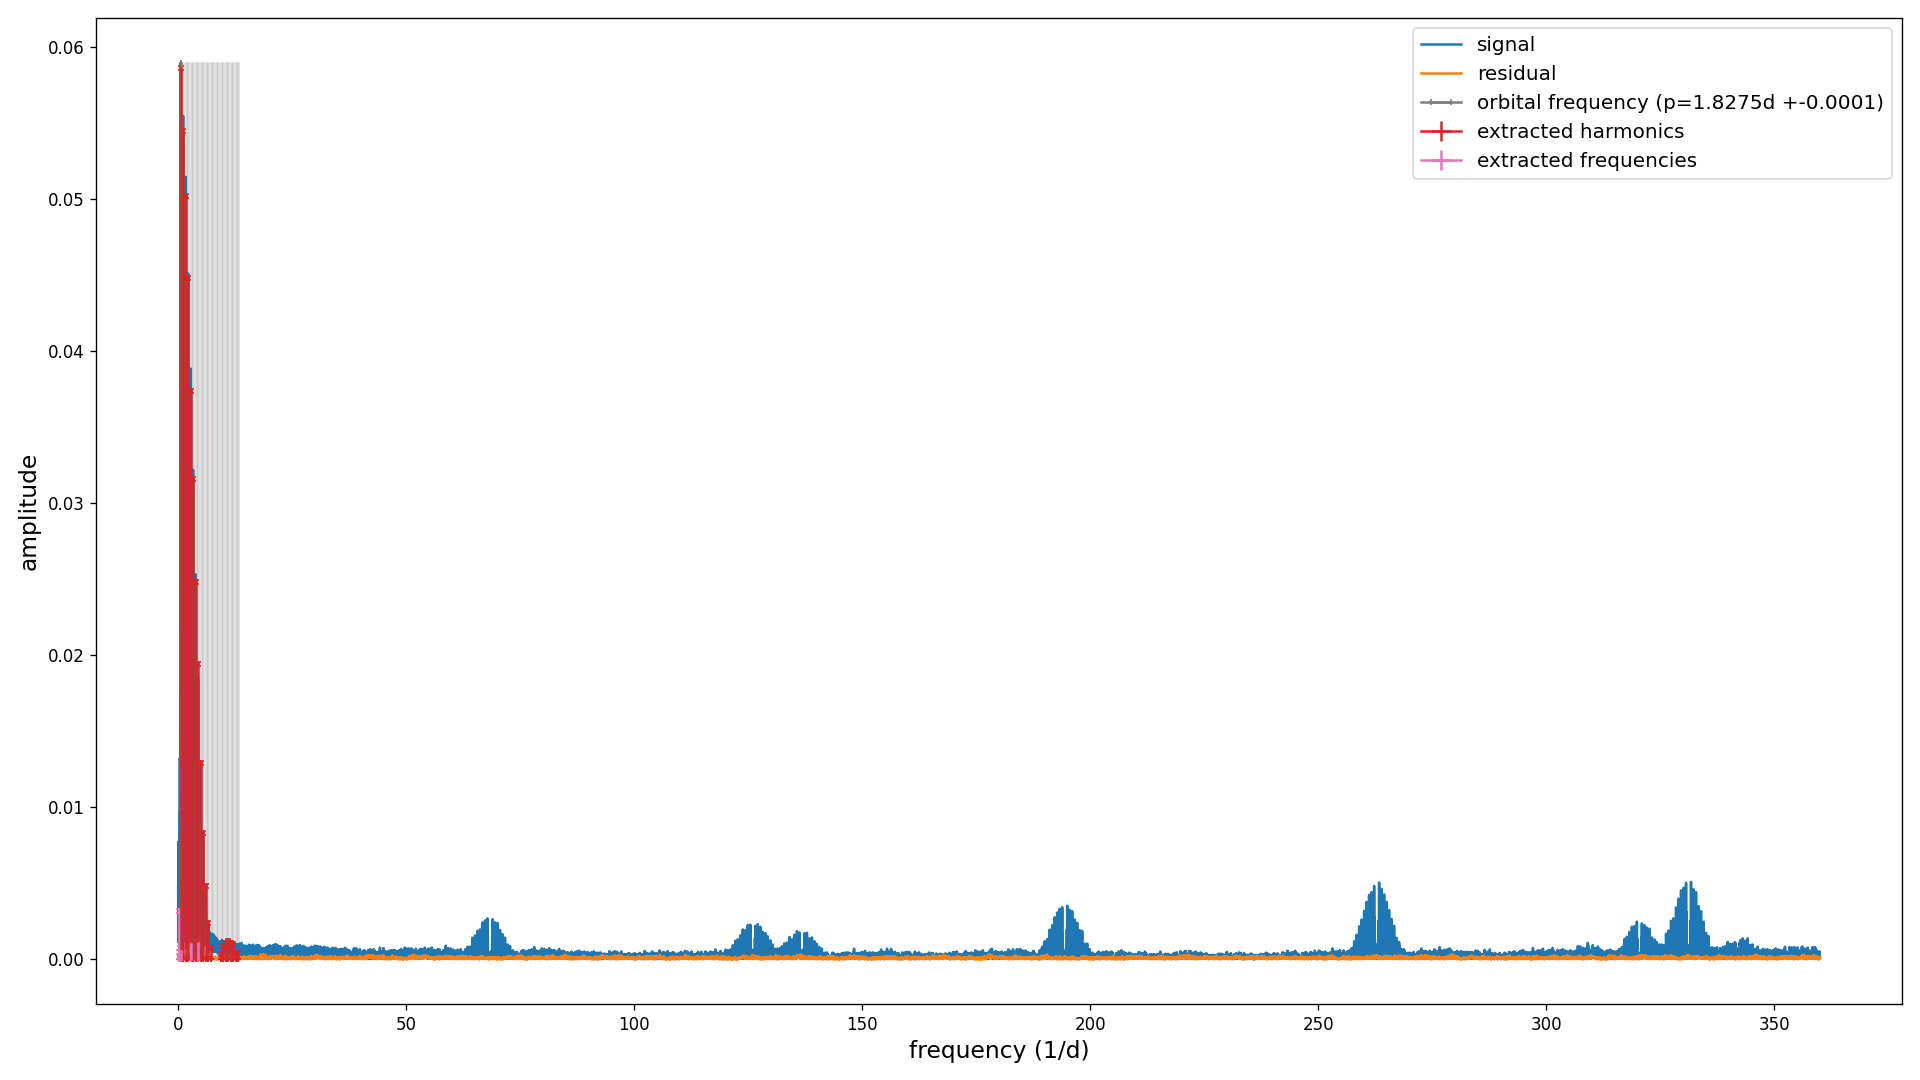 signal
residual
orbital frequency (p=1.8275d +-0.0001)
extracted harmonics
extracted frequencies
0.06
0.05
0.04
0.03
0.02
0.01
0.00
amplitude
0 50 100 150 200 250 300 350
frequency (1/d)